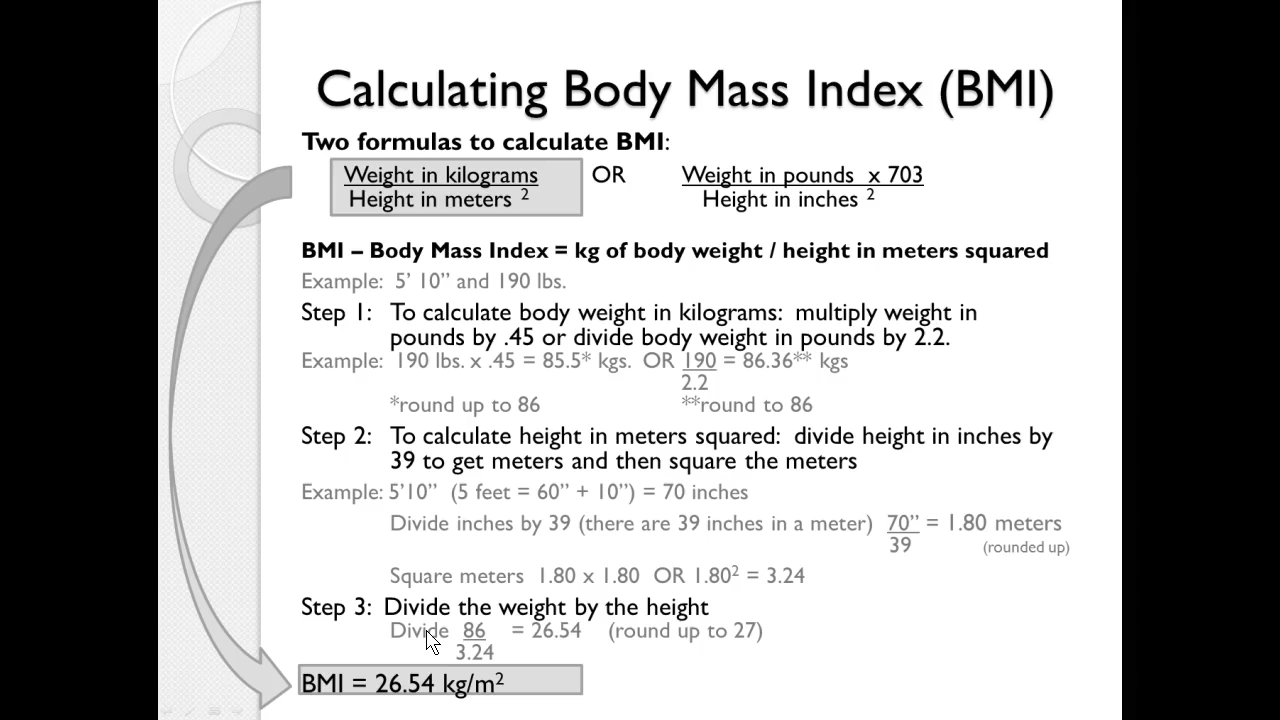 Calculating Body Mass Index (BMI)
Two formulas to calculate BMI:
Weight in kilograms OR Weight in pounds x 703
Height in meters ² Height in inches ²
BMI – Body Mass Index = kg of body weight / height in meters squared
Example: 5’ 10” and 190 lbs.
Step 1: To calculate body weight in kilograms: multiply weight in
pounds by .45 or divide body weight in pounds by 2.2.
Example: 190 lbs. x .45 = 85.5* kgs. OR 190 = 86.36** kgs
2.2
*round up to 86 **round to 86
Step 2: To calculate height in meters squared: divide height in inches by
39 to get meters and then square the meters
Example: 5’10” (5 feet = 60” + 10”) = 70 inches
Divide inches by 39 (there are 39 inches in a meter) 70” = 1.80 meters
39 (rounded up)
Square meters 1.80 x 1.80 OR 1.80² = 3.24
Step 3: Divide the weight by the height
Divide 86 = 26.54 (round up to 27)
3.24
BMI = 26.54 kg/m²